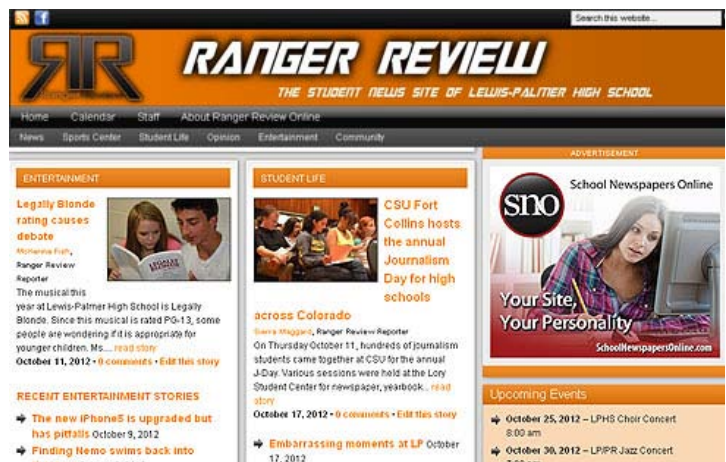 Search this website...
RR
Ranger Review
RANGER REVIEW
THE STUDENT NEWS SITE OF LEWIS-PALMER HIGH SCHOOL
Home Calendar Staff About Ranger Review Online
News Sports Center Student Life Opinion Entertainment Community
ENTERTAINMENT
Legally Blonde
rating causes
debate
McKenna Fish,
Ranger Review
Reporter
The musical this
year at Lewis-Palmer High School is Legally
Blonde. Since this musical is rated PG-13, some
people are wondering if it is appropriate for
younger children. Ms.... read story
October 11, 2012 • 0 comments • Edit this story
LEGALLY BLONDE
RECENT ENTERTAINMENT STORIES
The new iPhone5 is upgraded but
has pitfalls October 9, 2012
Finding Nemo swims back into
STUDENT LIFE
CSU Fort
Collins hosts
the annual
Journalism
Day for high
schools
across Colorado
Sierra Maggard, Ranger Review Reporter
On Thursday October 11, hundreds of journalism
students came together at CSU for the annual
J-Day. Various sessions were held at the Lory
Student Center for newspaper, yearbook... read
story
October 17, 2012 • 0 comments • Edit this story
Embarrassing moments at LP October
17, 2012
ADVERTISEMENT
sno
School Newspapers Online
Your Site,
Your Personality
SchoolNewspapersOnline.com
Upcoming Events
October 25, 2012 – LPHS Choir Concert
8:00 am
October 30, 2012 – LP/PR Jazz Concert